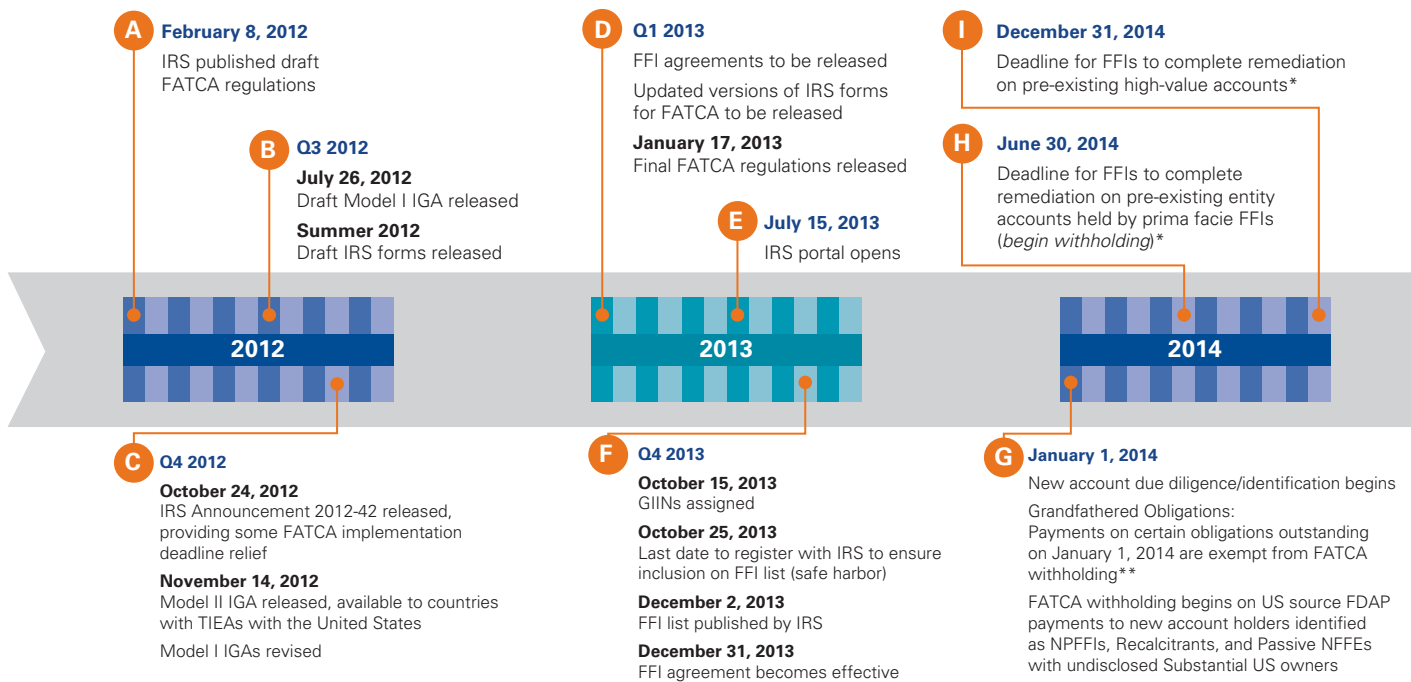 A
February 8, 2012
IRS published draft
FATCA regulations
B
Q3 2012
July 26, 2012
Draft Model I IGA released
Summer 2012
Draft IRS forms released
D
Q1 2013
FFI agreements to be released
Updated versions of IRS forms
for FATCA to be released
January 17, 2013
Final FATCA regulations released
E
July 15, 2013
IRS portal opens
I
December 31, 2014
Deadline for FFIs to complete remediation
on pre-existing high-value accounts*
H
June 30, 2014
Deadline for FFIs to complete
remediation on pre-existing entity
accounts held by prima facie FFIs
(begin withholding)*
2012
2013
2014
C
Q4 2012
October 24, 2012
IRS Announcement 2012-42 released,
providing some FATCA implementation
deadline relief
November 14, 2012
Model II IGA released, available to countries
with TIEAs with the United States
Model I IGAs revised
F
Q4 2013
October 15, 2013
GIINs assigned
October 25, 2013
Last date to register with IRS to ensure
inclusion on FFI list (safe harbor)
December 2, 2013
FFI list published by IRS
December 31, 2013
FFI agreement becomes effective
G
January 1, 2014
New account due diligence/identification begins
Grandfathered Obligations:
Payments on certain obligations outstanding
on January 1, 2014 are exempt from FATCA
withholding**
FATCA withholding begins on US source FDAP
payments to new account holders identified
as NPFFIs, Recalcitrants, and Passive NFFEs
with undisclosed Substantial US owners